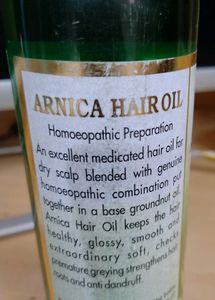 ARNICA HAIR OIL
Homoeopathic Preparation
An excellent medicated hair oil for
dry scalp blended with genuine
homoeopathic combination put
together in a base groundnut oil.
Arnica Hair Oil keeps the hair
healthy, glossy, smooth and
extraordinary soft, checks
premature greying strengthens hair
roots and anti danruff.